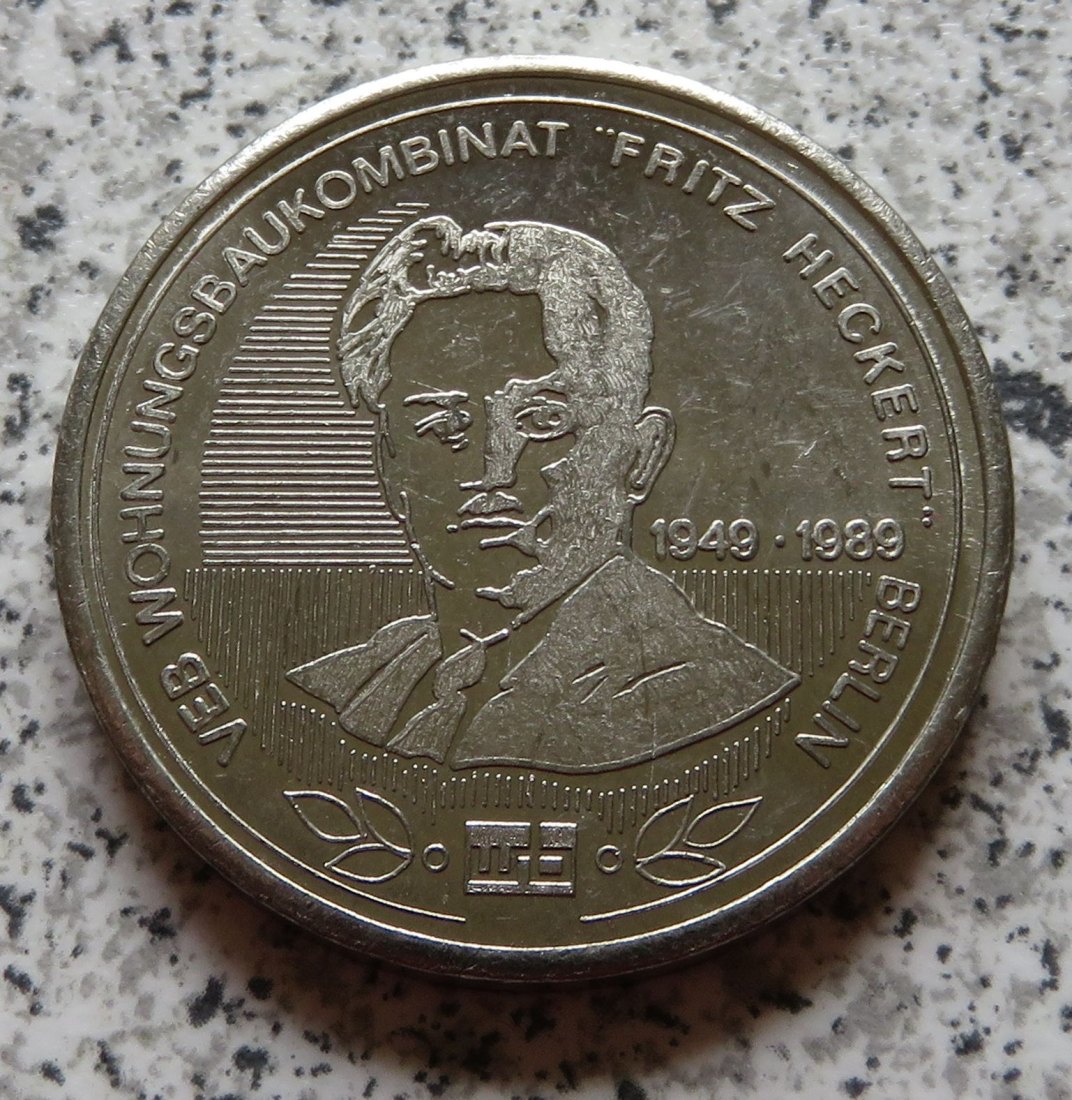 VEB WOHNUNGSBAUKOMBINAT "FRITZ HECKERT" BERLIN
1949 · 1989